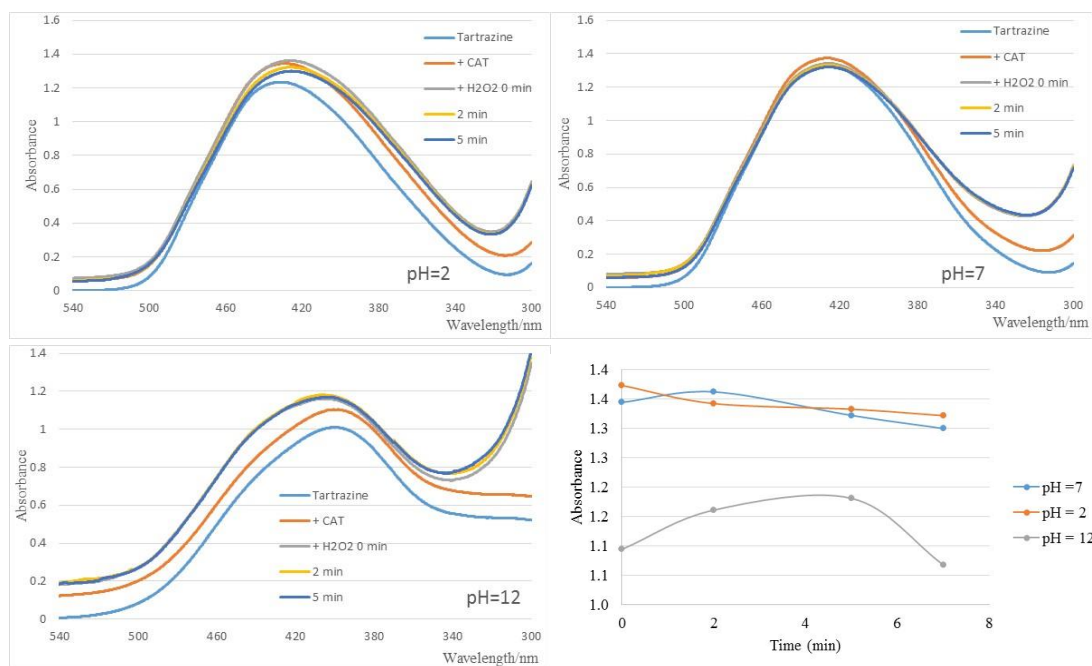 1.6
1.4
1.2
1
0.8
0.6
0.4
0.2
0
Absorbance
Tartrazine
+ CAT
+ H2O2 0 min
2 min
5 min
pH=2
540
500
460
420
380
340
300
Wavelength/nm
1.6
1.4
1.2
1
0.8
0.6
0.4
0.2
0
Absorbance
Tartrazine
+ CAT
+ H2O2 0 min
2 min
5 min
pH=7
540
500
460
420
380
340
300
Wavelength/nm
1.4
1.2
1
0.8
0.6
0.4
0.2
0
Absorbance
Tartrazine
+ CAT
+ H2O2 0 min
2 min
5 min
pH=12
540
500
460
420
380
340
300
Wavelength/nm
1.4
1.4
1.3
1.3
1.2
1.2
1.1
1.1
1.0
Absorbance
0
2
4
6
8
Time (min)
pH =7
pH = 2
pH = 12